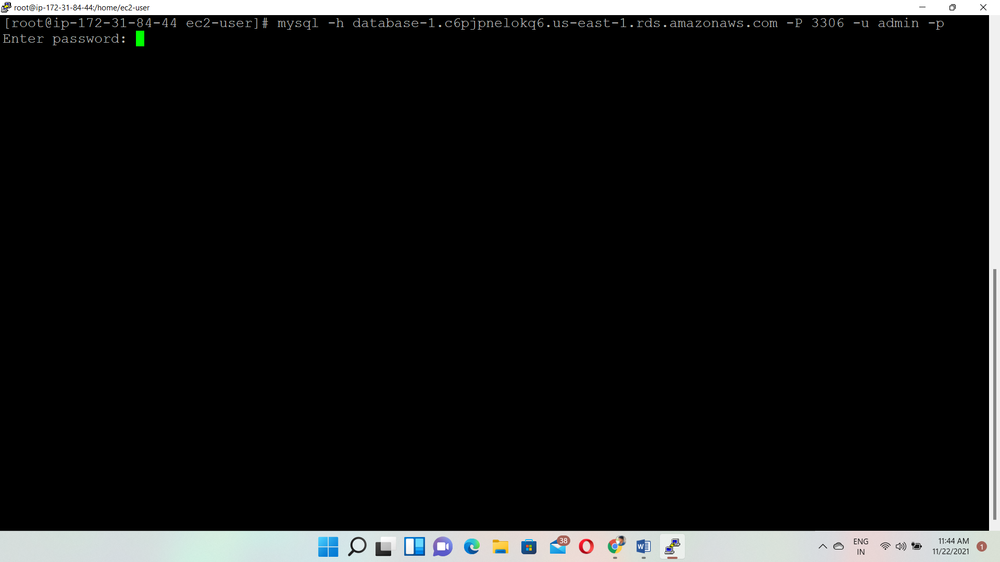 root@ip-172-31-84-44:/home/ec2-user
[root@ip-172-31-84-44 ec2-user]# mysql -h database-1.c6pjpnelokq6.us-east-1.rds.amazonaws.com -P 3306 -u admin -p
Enter password:
38
W
ENG
IN
11:44 AM
11/22/2021
1